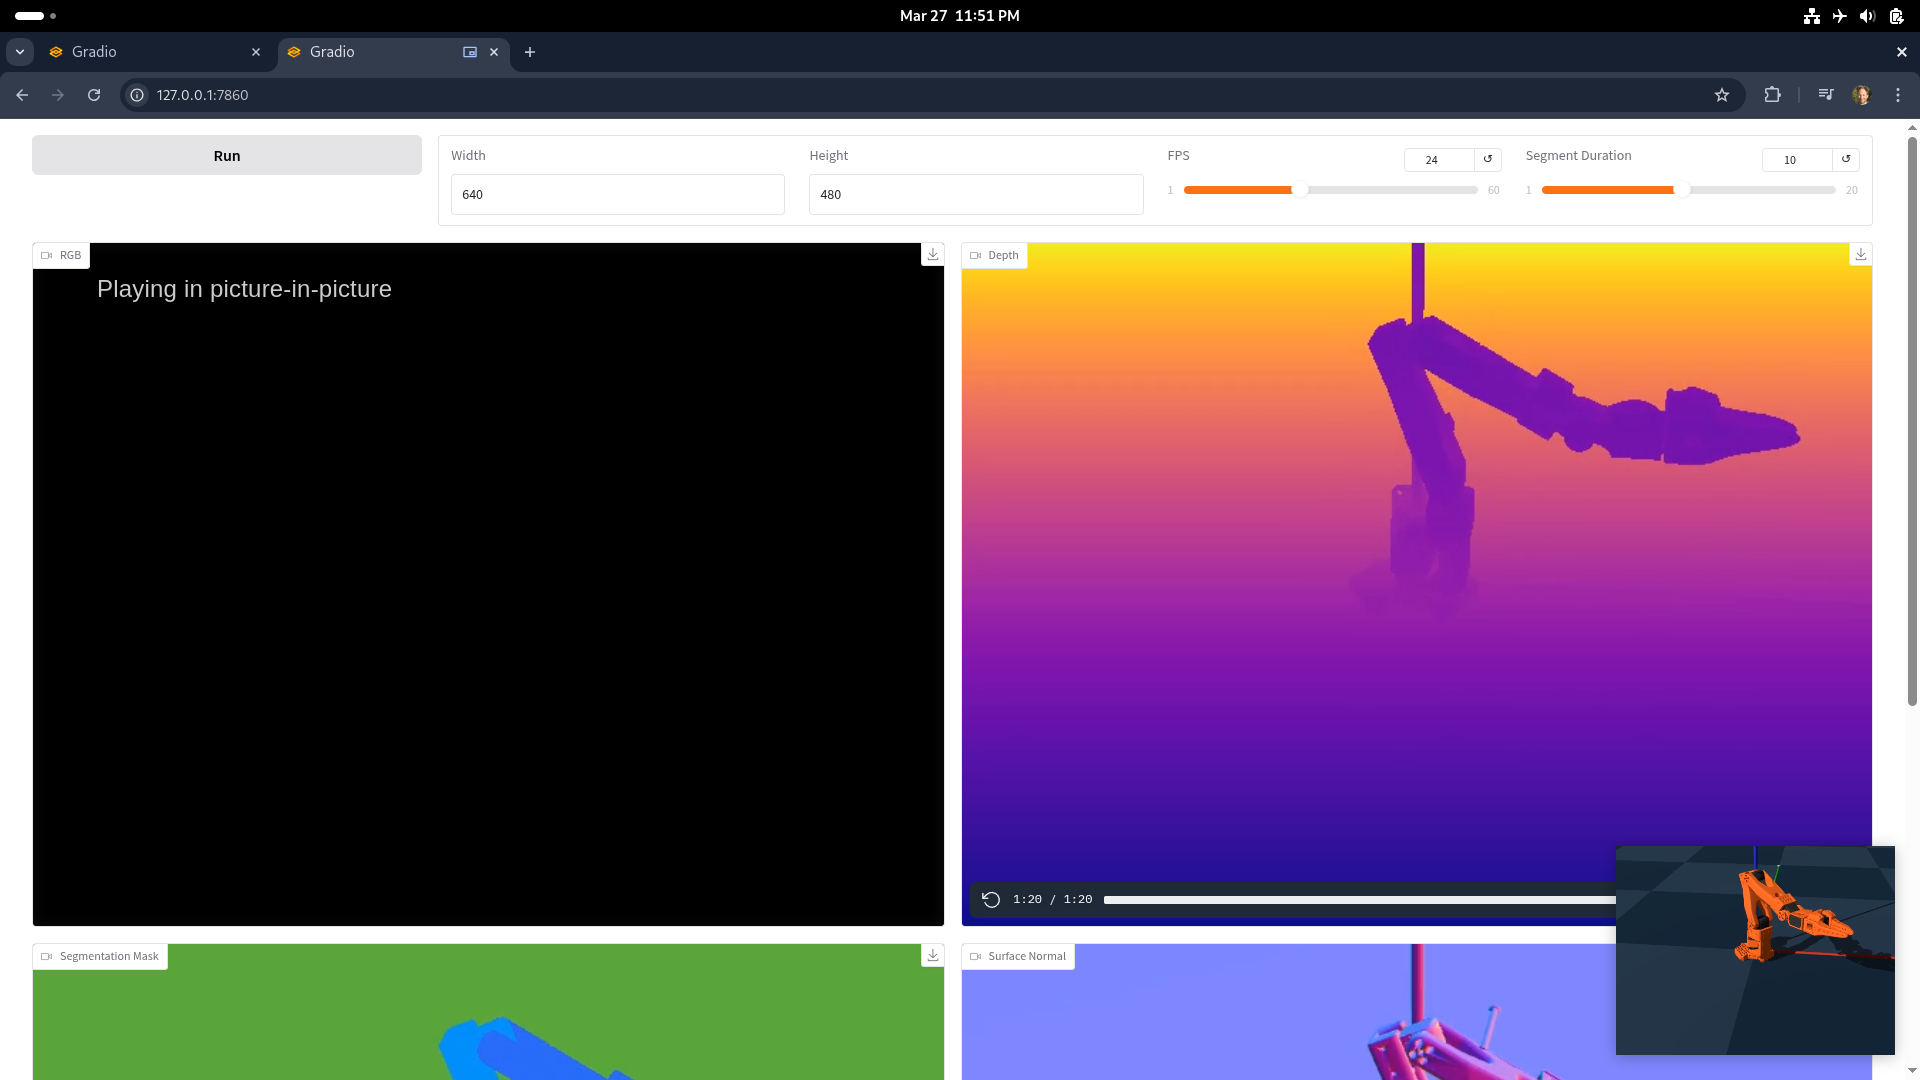 Mar 27 11:51 PM
Gradio
Gradio
127.0.0.1:7860
Run
Width
640
Height
480
FPS
24
1
60
Segment Duration
10
1
20
RGB
Playing in picture-in-picture
Depth
1:20 / 1:20
Segmentation Mask
Surface Normal